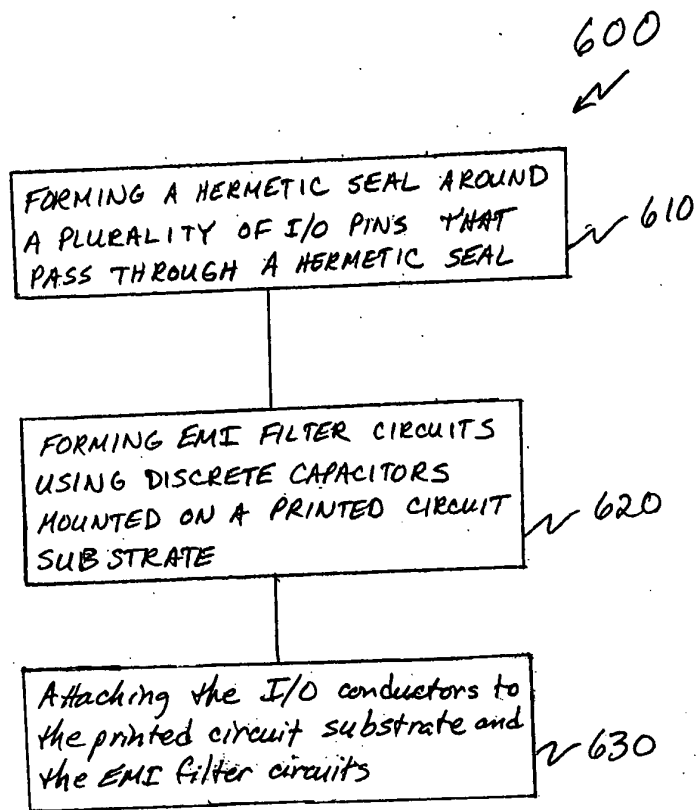 600
FORMING A HERMETIC SEAL AROUND
A PLURALITY OF I/O PINS THAT
PASS THROUGH A HERMETIC SEAL
610
FORMING EMI FILTER CIRCUITS
USING DISCRETE CAPACITORS
MOUNTED ON A PRINTED CIRCUIT
SUBSTRATE
620
Attaching the I/O conductors to
the printed circuit substrate and
the EMI filter circuits
630